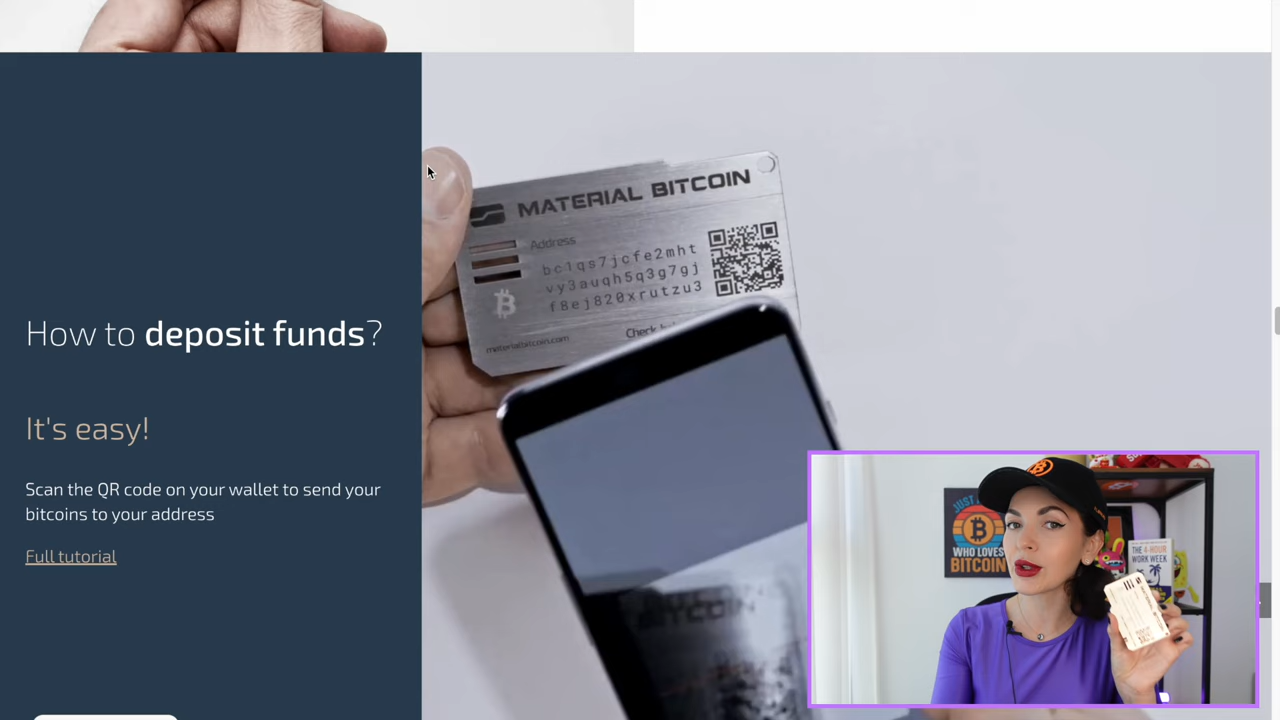 MATERIAL BITCOIN
Address
bc1qs7jcfe2mht
vy3auqh5q3g7gj
f8ej820xrutzu3
Check
materialbitcoin.com
How to deposit funds?
It's easy!
Scan the QR code on your wallet to send your
bitcoins to your address
Full tutorial
BITCOIN
JUST
WHO LOVES
BITCOIN
THE 4-HOUR
WORK WEEK